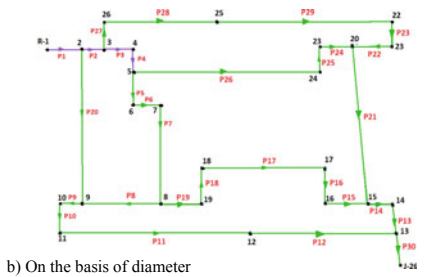 26 P28 25 P29 22
P27 P23
R-1 P1 2 P2 3 P3 4 23 P24 20 P22 23
P4 P25
5 P26 24
P5 P6
6 7
P20 P7 P21
18 P17 17
P18 P16
10 P9 9 P8 8 P19 19 16 P15 15 P14 14
P10 P13
11 P11 12 P12 13
P30
J-26
b) On the basis of diameter